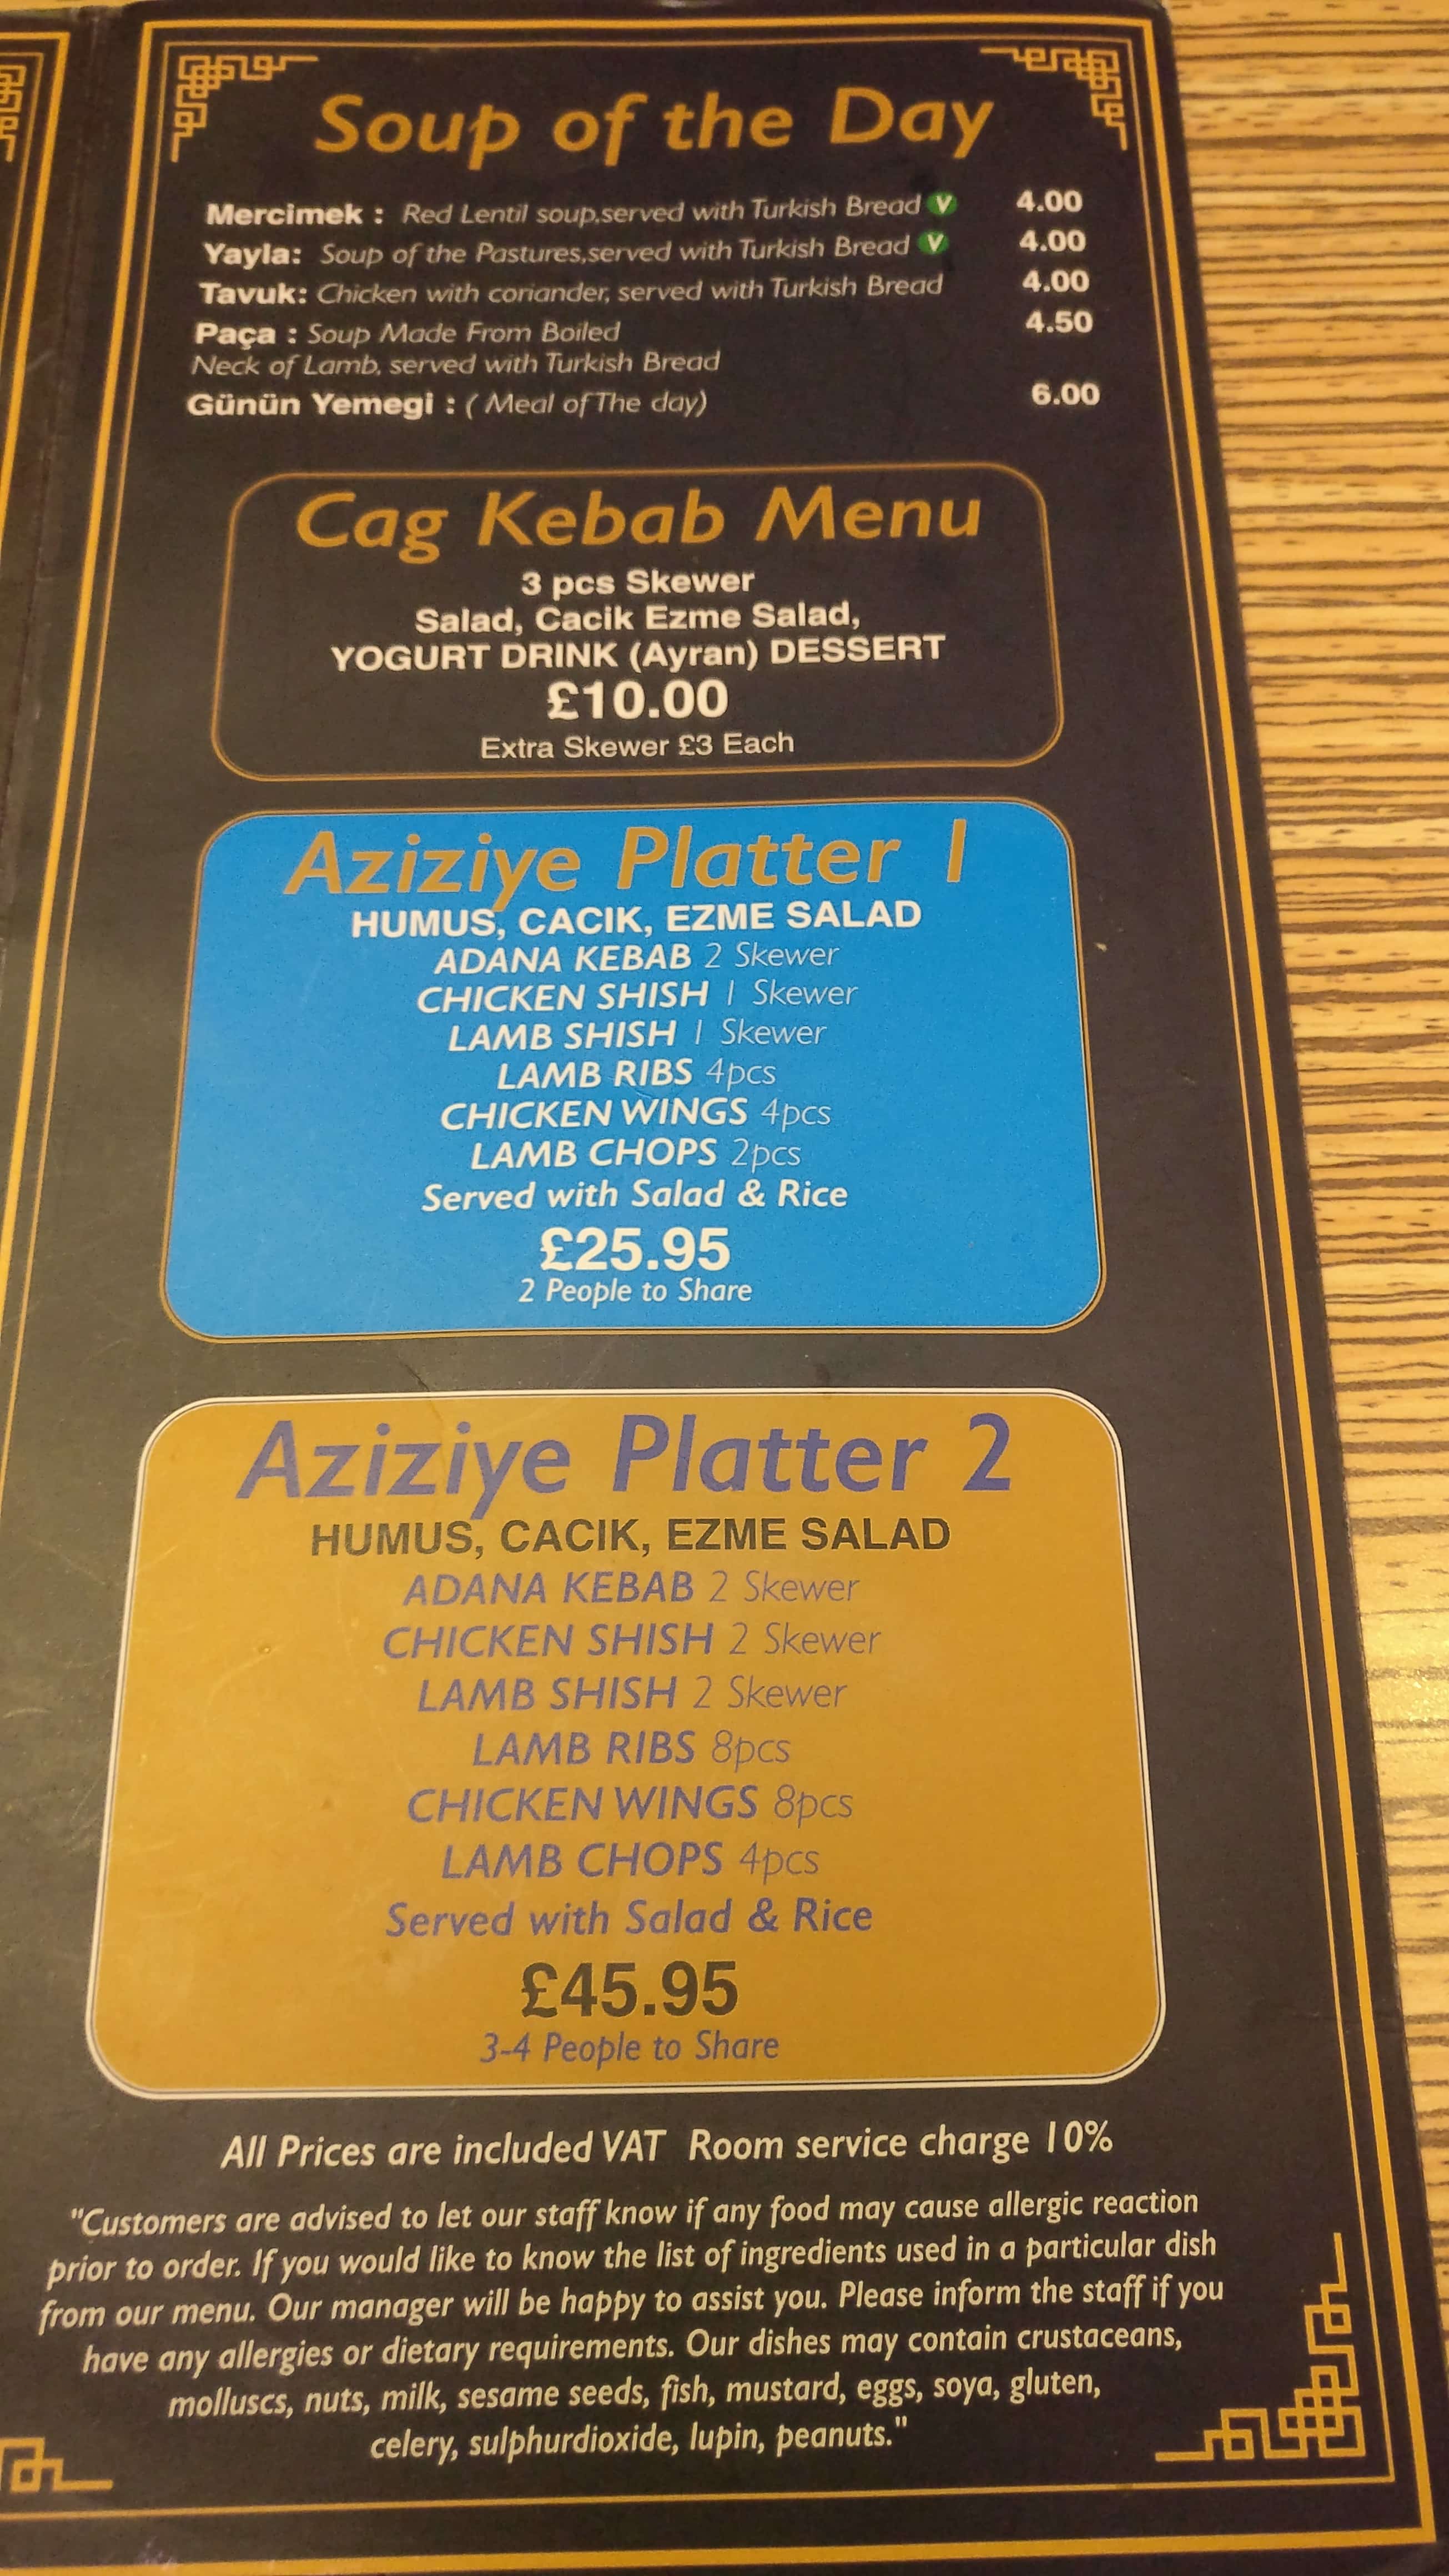 Soup of the Day
Mercimek : Red Lentil soup,served with Turkish Bread V 4.00
Yayla: Soup of the Pastures,served with Turkish Bread V 4.00
Tavuk: Chicken with coriander, served with Turkish Bread 4.00
Paça : Soup Made From Boiled 4.50
Neck of Lamb, served with Turkish Bread
Günün Yemegi : ( Meal of The day) 6.00
Cag Kebab Menu
3 pcs Skewer
Salad, Cacik Ezme Salad,
YOGURT DRINK (Ayran) DESSERT
£10.00
Extra Skewer £3 Each
Aziziye Platter 1
HUMUS, CACIK, EZME SALAD
ADANA KEBAB 2 Skewer
CHICKEN SHISH 1 Skewer
LAMB SHISH 1 Skewer
LAMB RIBS 4pcs
CHICKEN WINGS 4pcs
LAMB CHOPS 2pcs
Served with Salad & Rice
£25.95
2 People to Share
Aziziye Platter 2
HUMUS, CACIK, EZME SALAD
ADANA KEBAB 2 Skewer
CHICKEN SHISH 2 Skewer
LAMB SHISH 2 Skewer
LAMB RIBS 8pcs
CHICKEN WINGS 8pcs
LAMB CHOPS 4pcs
Served with Salad & Rice
£45.95
3-4 People to Share
All Prices are included VAT Room service charge 10%
"Customers are advised to let our staff know if any food may cause allergic reaction
prior to order. If you would like to know the list of ingredients used in a particular dish
from our menu. Our manager will be happy to assist you. Please inform the staff if you
have any allergies or dietary requirements. Our dishes may contain crustaceans,
molluscs, nuts, milk, sesame seeds, fish, mustard, eggs, soya, gluten,
celery, sulphurdioxide, lupin, peanuts."